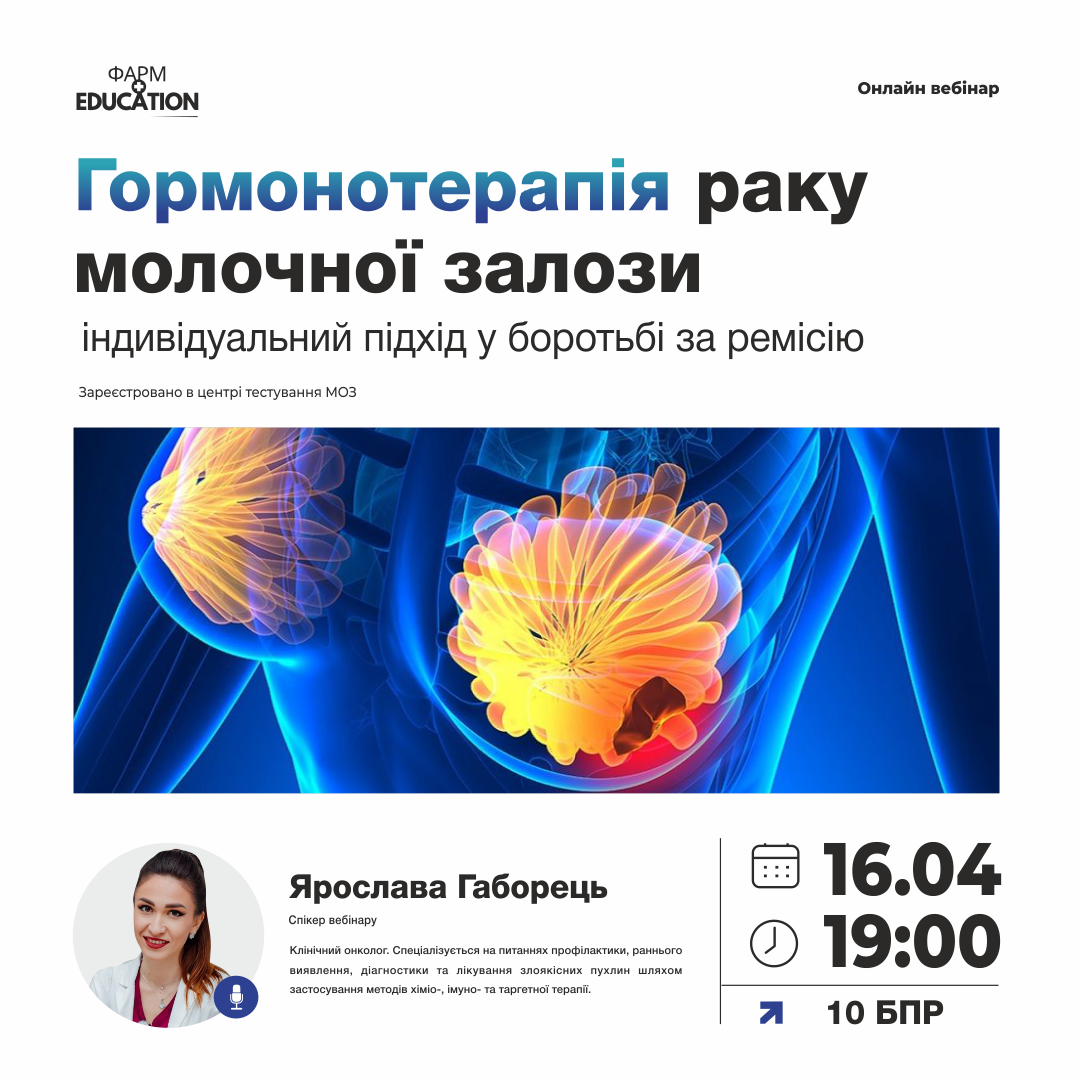 ФАРМ
EDUCATION
Онлайн вебінар
Гормонотерапія раку
молочної залози
індивідуальний підхід у боротьбі за ремісію
Зареєстровано в центрі тестування МОЗ
Ярослава Габорець
Спікер вебінару
Клінічний онколог. Спеціалізується на питаннях профілактики, раннього
виявлення, діагностики та лікування злоякісних пухлин шляхом
застосування методів хіміо-, імуно- та таргетної терапії.
16.04
19:00
10 БПР